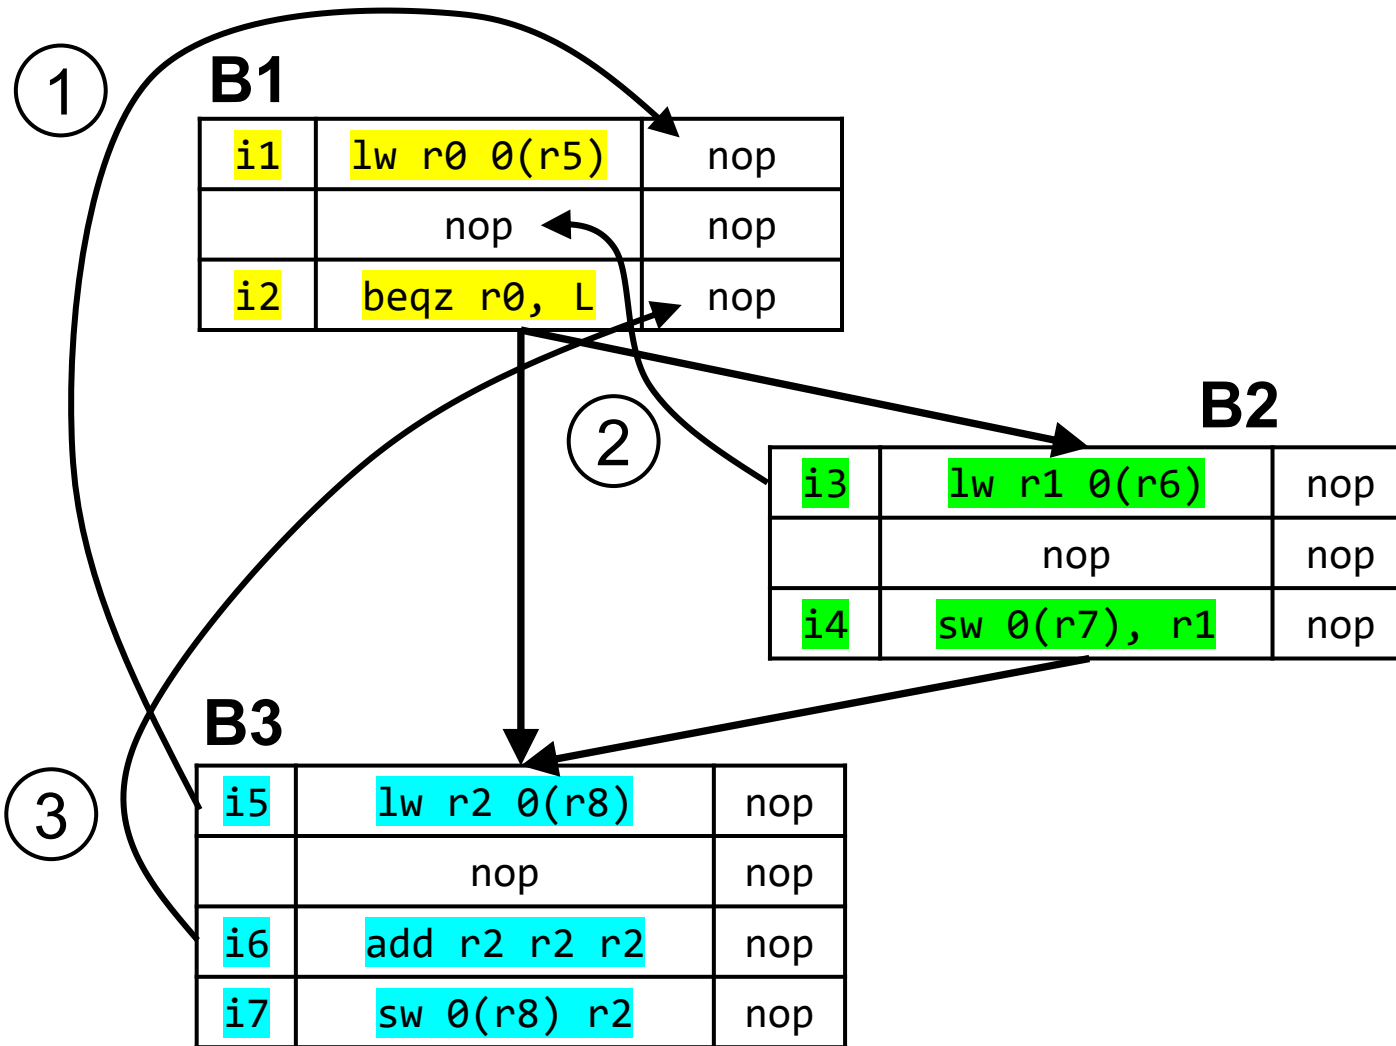 1
B1
i1 lw r0 0(r5) nop
nop nop
i2 beqz r0, L nop
2
B2
i3 lw r1 0(r6) nop
nop nop
i4 sw 0(r7), r1 nop
3
B3
i5 lw r2 0(r8) nop
nop nop
i6 add r2 r2 r2 nop
i7 sw 0(r8) r2 nop